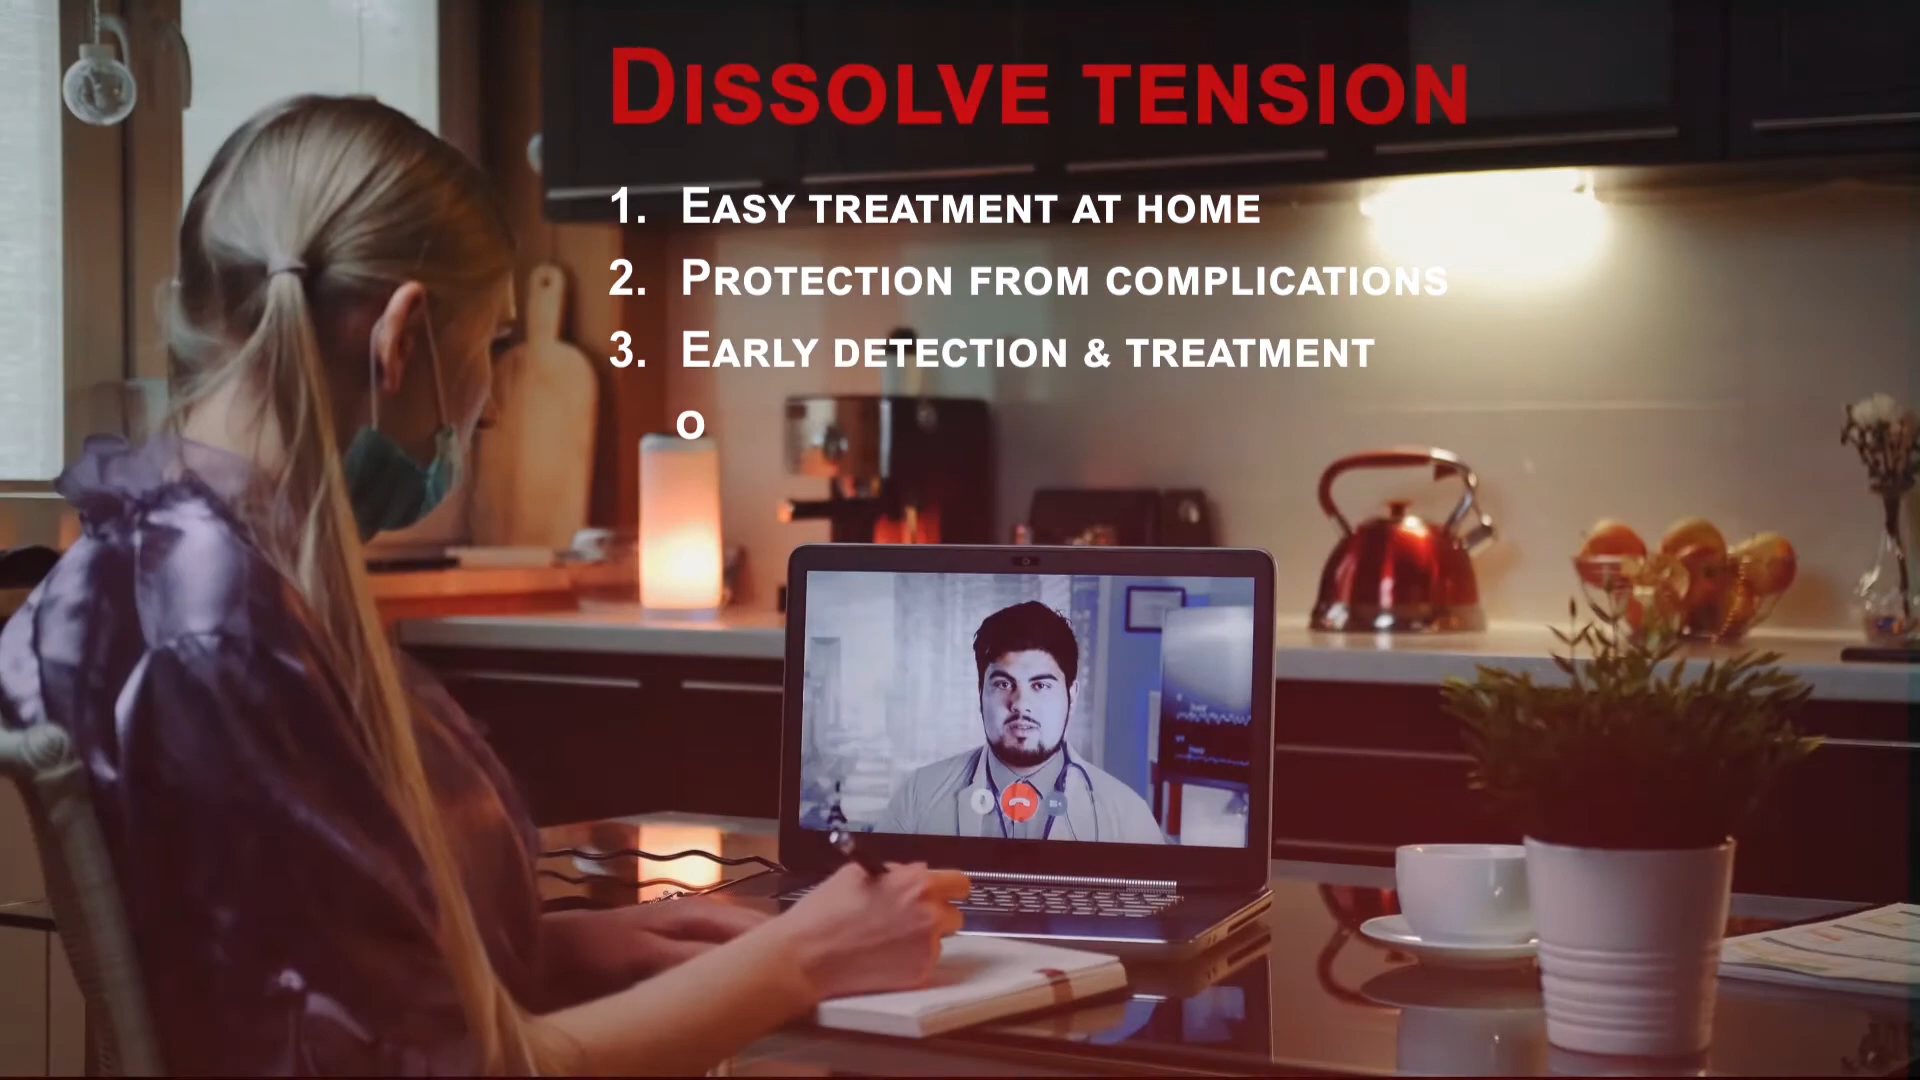 Dissolve tension
1. Easy treatment at home
2. Protection from complications
3. Early detection & treatment
o